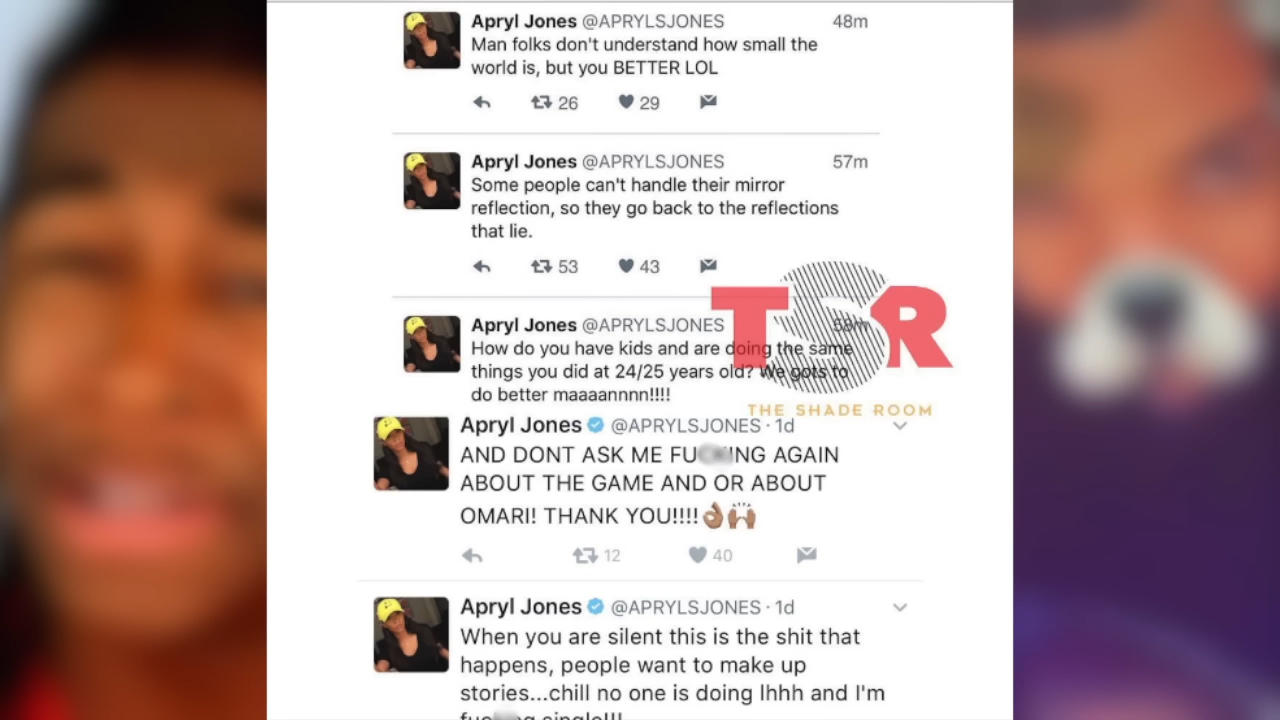 Apryl Jones @APRYLSJONES 48m
Man folks don't understand how small the
world is, but you BETTER LOL
26 29
Apryl Jones @APRYLSJONES 57m
Some people can't handle their mirror
reflection, so they go back to the reflections
that lie.
53 43
Apryl Jones @APRYLSJONES 58m
How do you have kids and are doing the same
things you did at 24/25 years old? We gots to
do better maaaannnn!!!!
TSR
THE SHADE ROOM
Apryl Jones @APRYLSJONES · 1d
AND DONT ASK ME FU ING AGAIN
ABOUT THE GAME AND OR ABOUT
OMARI! THANK YOU!!!!👌🏽🙌🏽
12 40
Apryl Jones @APRYLSJONES · 1d
When you are silent this is the shit that
happens, people want to make up
stories...chill no one is doing lhhh and I'm
single!!!